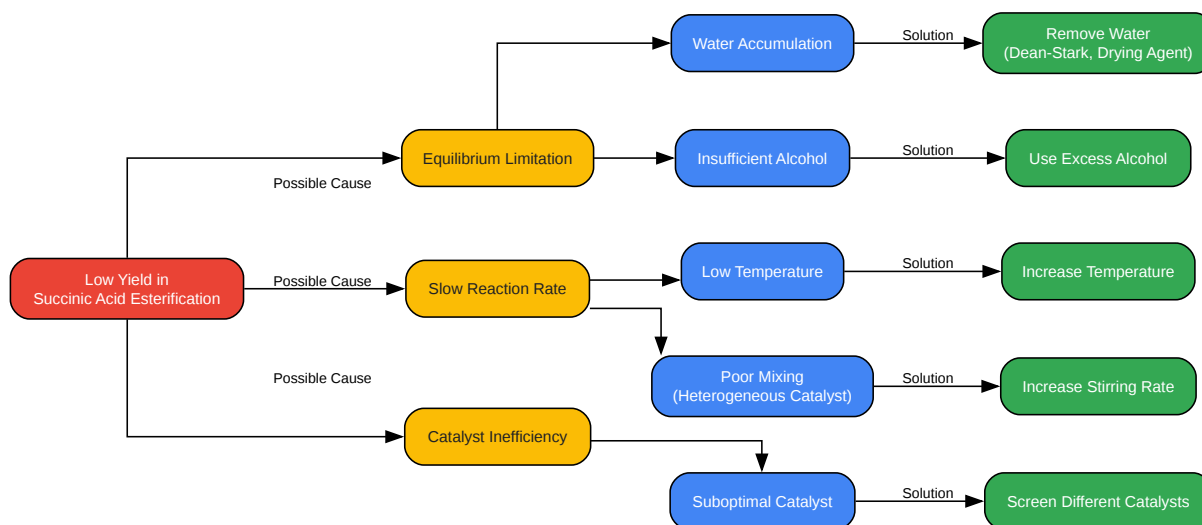 Water Accumulation
Solution
Remove Water
(Dean-Stark, Drying Agent)
Equilibrium Limitation
Insufficient Alcohol
Solution
Use Excess Alcohol
Possible Cause
Low Yield in
Succinic Acid Esterification
Possible Cause
Slow Reaction Rate
Low Temperature
Solution
Increase Temperature
Poor Mixing
(Heterogeneous Catalyst)
Solution
Increase Stirring Rate
Possible Cause
Catalyst Inefficiency
Suboptimal Catalyst
Solution
Screen Different Catalysts